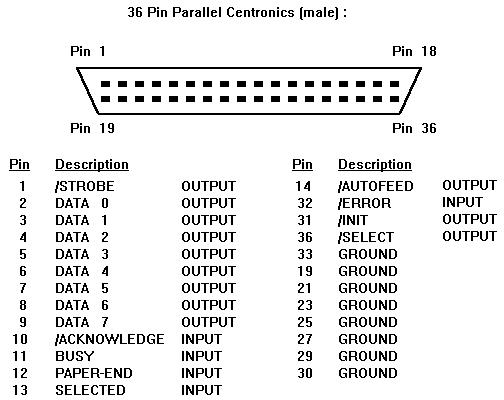 36 Pin Parallel Centronics (male) :
Pin 1 Pin 18
Pin 19 Pin 36
Pin Description
1 /STROBE OUTPUT
2 DATA 0 OUTPUT
3 DATA 1 OUTPUT
4 DATA 2 OUTPUT
5 DATA 3 OUTPUT
6 DATA 4 OUTPUT
7 DATA 5 OUTPUT
8 DATA 6 OUTPUT
9 DATA 7 OUTPUT
10 /ACKNOWLEDGE INPUT
11 BUSY INPUT
12 PAPER-END INPUT
13 SELECTED INPUT
Pin Description
14 /AUTOFEED OUTPUT
32 /ERROR INPUT
31 /INIT OUTPUT
36 /SELECT OUTPUT
33 GROUND
19 GROUND
21 GROUND
23 GROUND
25 GROUND
27 GROUND
29 GROUND
30 GROUND